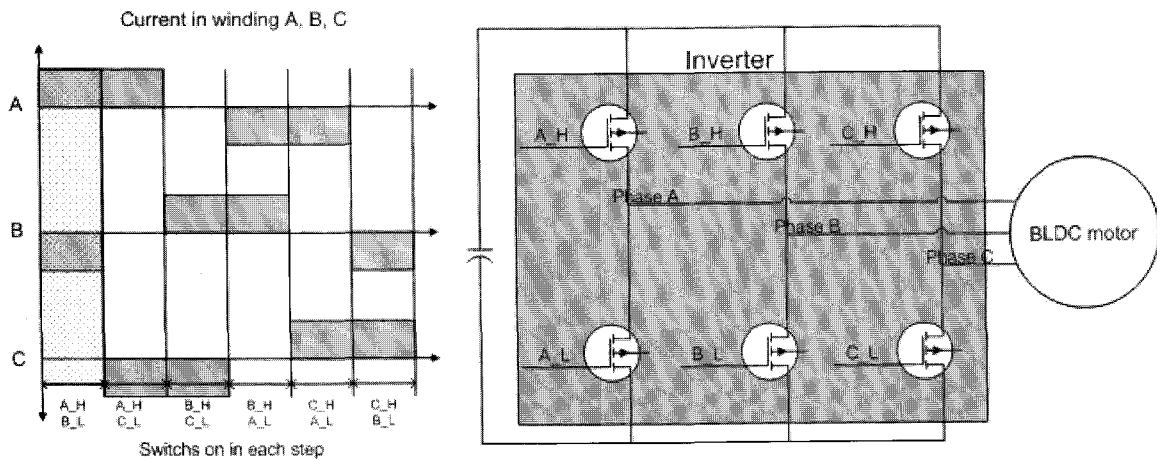 Current in winding A, B, C
A
B
C
A_H
B_L
A_H
C_L
B_H
C_L
B_H
A_L
C_H
A_L
C_H
B_L
Switchs on in each step
Inverter
A_H
B_H
C_H
Phase A
Phase B
Phase C
BLDC motor
A_L
B_L
C_L